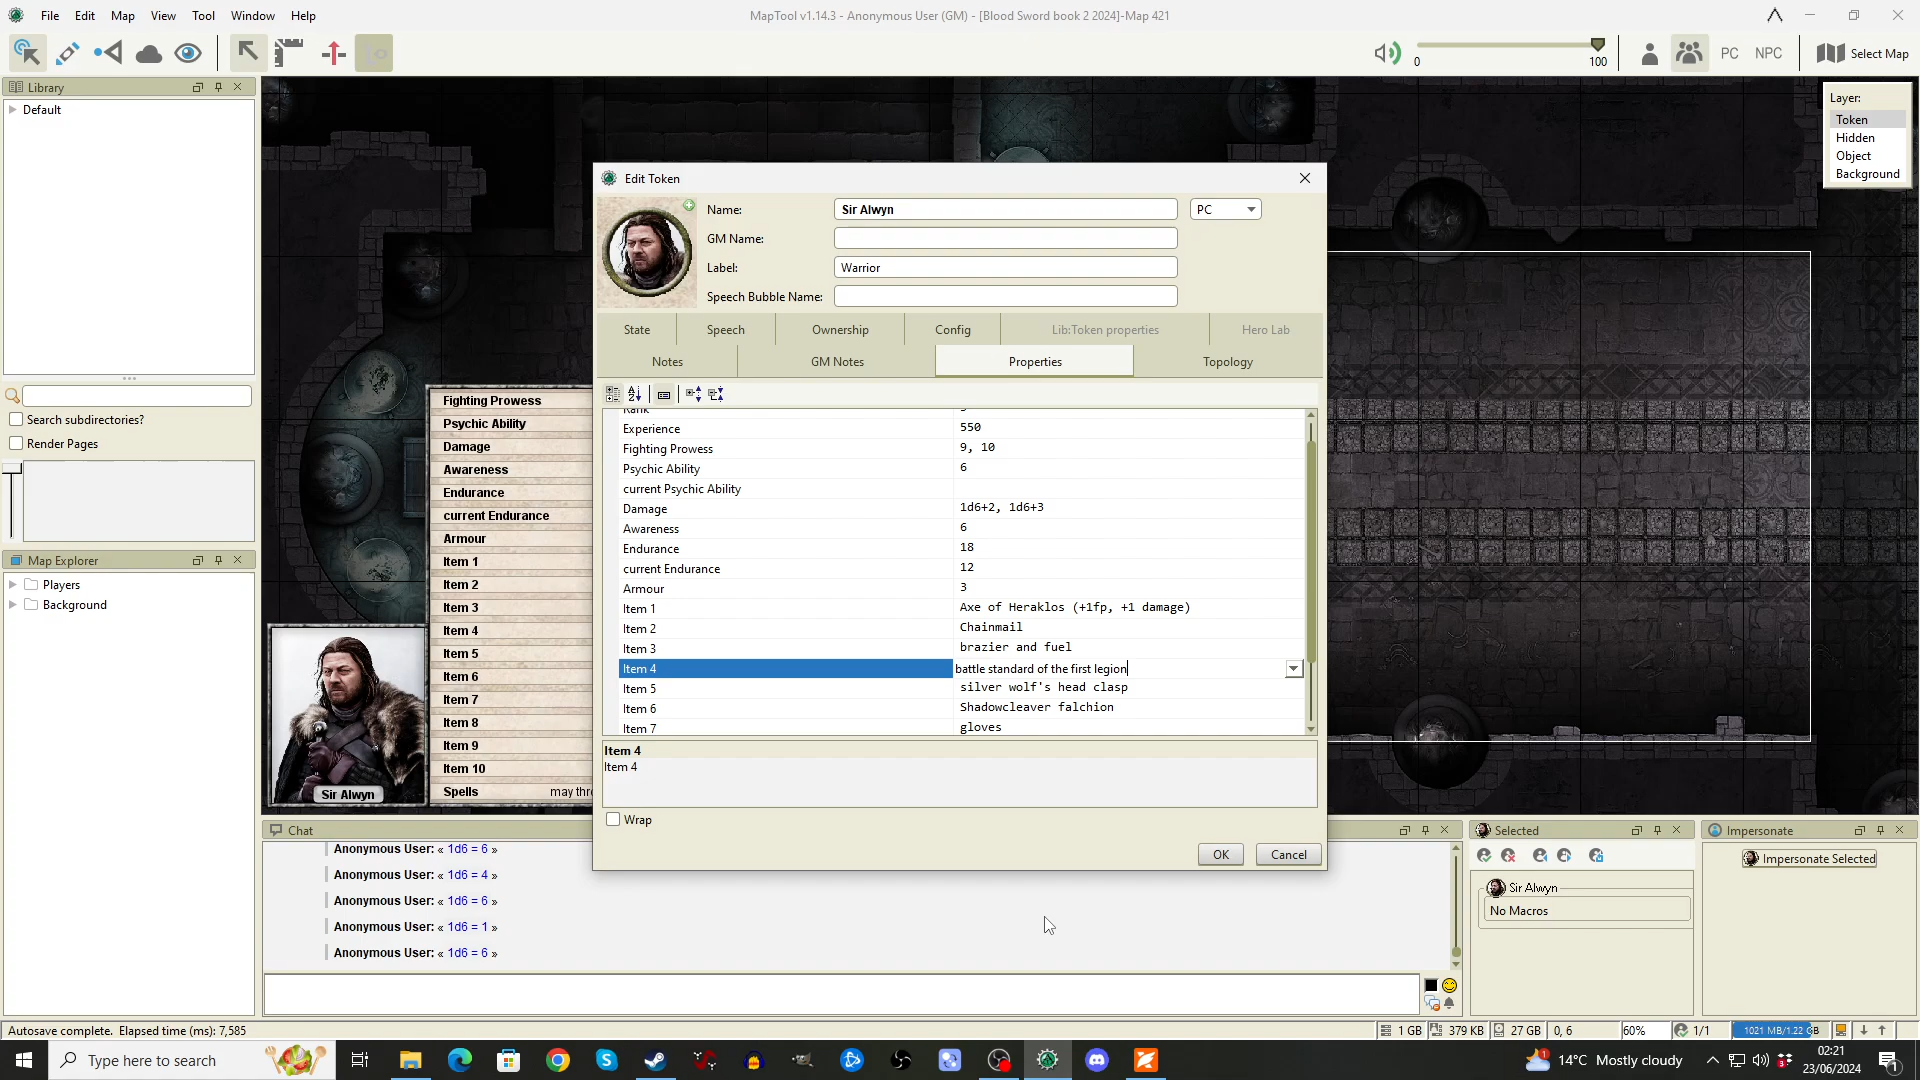 File Edit Map View Tool Window Help
MapTool v1.14.3 - Anonymous User (GM) - [Blood Sword book 2 2024]-Map 421
0
100
PC NPC
Select Map
Library
Default
Search subdirectories?
Render Pages
Map Explorer
Players
Background
Layer:
Token
Hidden
Object
Background
Fighting Prowess
Psychic Ability
Damage
Awareness
Endurance
current Endurance
Armour
Item 1
Item 2
Item 3
Item 4
Item 5
Item 6
Item 7
Item 8
Item 9
Item 10
Spells may thr
Sir Alwyn
Edit Token
Name: Sir Alwyn PC
GM Name:
Label: Warrior
Speech Bubble Name:
State Speech Ownership Config Lib:Token properties Hero Lab
Notes GM Notes Properties Topology
Experience 550
Fighting Prowess 9, 10
Psychic Ability 6
current Psychic Ability
Damage 1d6+2, 1d6+3
Awareness 6
Endurance 18
current Endurance 12
Armour 3
Item 1 Axe of Heraklos (+1fp, +1 damage)
Item 2 Chainmail
Item 3 brazier and fuel
Item 4 battle standard of the first legion
Item 5 silver wolf's head clasp
Item 6 Shadowcleaver falchion
Item 7 gloves
Item 4
Item 4
Wrap
OK Cancel
Chat
Anonymous User: « 1d6 = 6 »
Anonymous User: « 1d6 = 4 »
Anonymous User: « 1d6 = 6 »
Anonymous User: « 1d6 = 1 »
Anonymous User: « 1d6 = 6 »
Selected
Sir Alwyn
No Macros
Impersonate
Impersonate Selected
Autosave complete. Elapsed time (ms): 7,585
1 GB 379 KB 27 GB 0, 6 60% 1/1 1021 MB/1.22 GB
Type here to search
14°C Mostly cloudy
02:21
23/06/2024